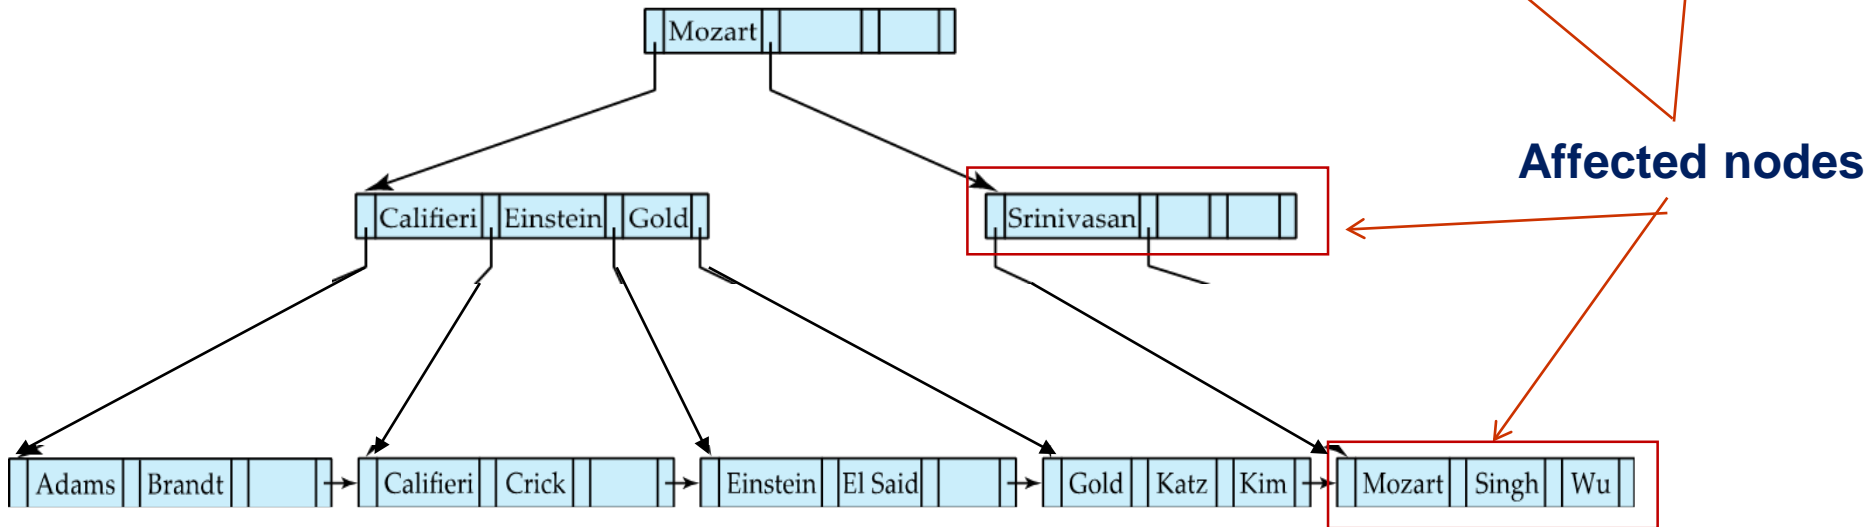 Mozart
Affected nodes
Califieri Einstein Gold
Srinivasan
Adams Brandt
Califieri Crick
Einstein El Said
Gold Katz Kim
Mozart Singh Wu